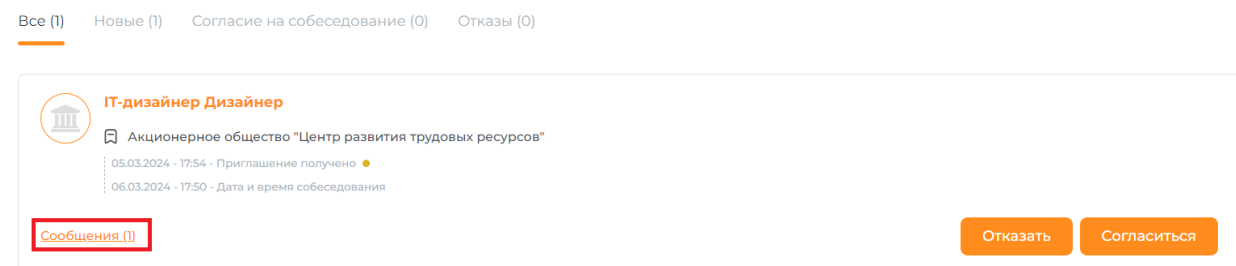 Все (1) Новые (1) Согласие на собеседование (0) Отказы (0)
IT-дизайнер Дизайнер
Акционерное общество "Центр развития трудовых ресурсов"
05.03.2024 - 17:54 - Приглашение получено
06.03.2024 - 17:50 - Дата и время собеседования
Сообщения (1) Отказать Согласиться